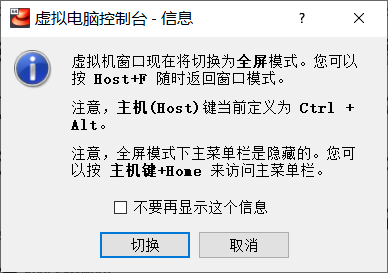 虚拟电脑控制台 - 信息
虚拟机窗口现在将切换为全屏模式。您可以
按 Host+F 随时返回窗口模式。
注意，主机(Host)键当前定义为 Ctrl +
Alt。
注意，全屏模式下主菜单栏是隐藏的。您可
以按 主机键+Home 来访问主菜单栏。
不要再显示这个信息
切换
取消